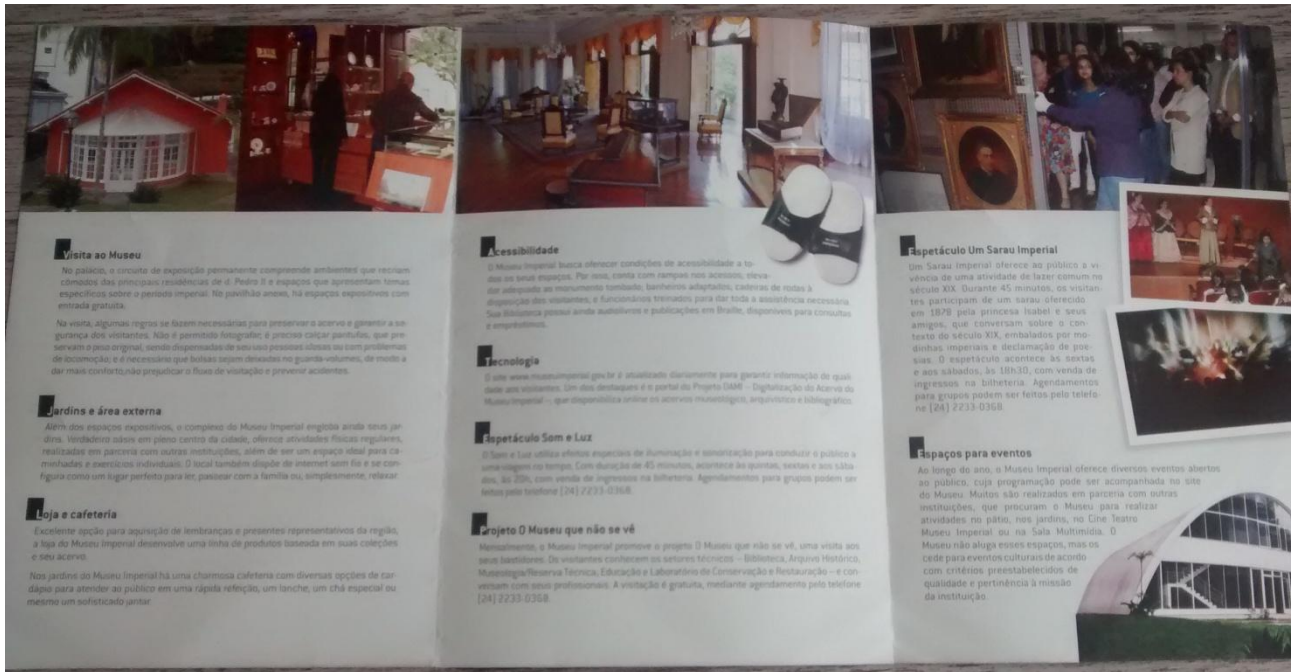 Visita ao Museu
No palácio, o circuito de exposição permanente compreende ambientes que recriam
cômodos das principais residências de d. Pedro II e espaços que apresentam temas
específicos sobre o período imperial. No pavilhão anexo, há espaços expositivos com
entrada gratuita.
Na visita, algumas regras se fazem necessárias para preservar o acervo e garantir a se-
gurança dos visitantes. Não é permitido fotografar; é preciso calçar pantufas, que pre-
servam o piso original, sendo dispensadas de seu uso pessoas idosas ou com problemas
de locomoção; e é necessário que bolsas sejam deixadas no guarda-volumes, de modo a
dar mais conforto, não prejudicar o fluxo de visitação e prevenir acidentes.
Jardins e área externa
Além dos espaços expositivos, o complexo do Museu Imperial engloba ainda seus jar-
dins. Verdadeiro oásis em pleno centro da cidade, oferece atividades físicas regulares,
realizadas em parceria com outras instituições, além de ser um espaço ideal para ca-
minhadas e exercícios individuais. O local também dispõe de internet sem fio e se con-
figura como um lugar perfeito para ler, passear com a família ou, simplesmente, relaxar.
Loja e cafeteria
Excelente opção para aquisição de lembranças e presentes representativos da região,
a loja do Museu Imperial desenvolve uma linha de produtos baseada em suas coleções
e seu acervo.
Nos jardins do Museu Imperial há uma charmosa cafeteria com diversas opções de car-
dápio para atender ao público em uma rápida refeição, um lanche, um chá especial ou
mesmo um sofisticado jantar.
Acessibilidade
O Museu Imperial busca oferecer condições de acessibilidade a to-
dos os seus espaços. Por isso, conta com rampas nos acessos, eleva-
dor adequado ao monumento tombado, banheiros adaptados, cadeiras de rodas à
disposição dos visitantes, e funcionários treinados para dar toda a assistência necessária.
Sua Biblioteca possui ainda audiolivros e publicações em Braille, disponíveis para consultas
e empréstimos.
Tecnologia
O site www.museuimperial.gov.br é atualizado diariamente para garantir informação de quali-
dade aos visitantes. Um dos destaques é o portal do Projeto DAMI – Digitalização do Acervo do
Museu Imperial –, que disponibiliza online os acervos museológico, arquivístico e bibliográfico.
Espetáculo Som e Luz
O Som e Luz utiliza efeitos especiais de iluminação e sonorização para conduzir o público a
uma viagem no tempo. Com duração de 45 minutos, acontece às quintas, sextas e aos sába-
dos, às 20h, com venda de ingressos na bilheteria. Agendamentos para grupos podem ser
feitos pelo telefone [24] 2233-0368.
Projeto O Museu que não se vê
Mensalmente, o Museu Imperial promove o projeto O Museu que não se vê, uma visita aos
seus bastidores. Os visitantes conhecem os setores técnicos – Biblioteca, Arquivo Histórico,
Museologia/Reserva Técnica, Educação e Laboratório de Conservação e Restauração – e con-
versam com seus profissionais. A visitação é gratuita, mediante agendamento pelo telefone
[24] 2233-0368.
Espetáculo Um Sarau Imperial
Um Sarau Imperial oferece ao público a vi-
vência de uma atividade de lazer comum no
século XIX. Durante 45 minutos, os visitan-
tes participam de um sarau oferecido
em 1878 pela princesa Isabel e seus
amigos, que conversam sobre o con-
texto do século XIX, embalados por mo-
dinhas imperiais e declamação de poe-
sias. O espetáculo acontece às sextas
e aos sábados, às 18h30, com venda de
ingressos na bilheteria. Agendamentos
para grupos podem ser feitos pelo telefo-
ne [24] 2233-0368.
Espaços para eventos
Ao longo do ano, o Museu Imperial oferece diversos eventos abertos
ao público, cuja programação pode ser acompanhada no site
do Museu. Muitos são realizados em parceria com outras
instituições, que procuram o Museu para realizar
atividades no pátio, nos jardins, no Cine Teatro
Museu Imperial ou na Sala Multimídia. O
Museu não aluga esses espaços, mas os
cede para eventos culturais de acordo
com critérios preestabelecidos de
qualidade e pertinência à missão
da instituição.